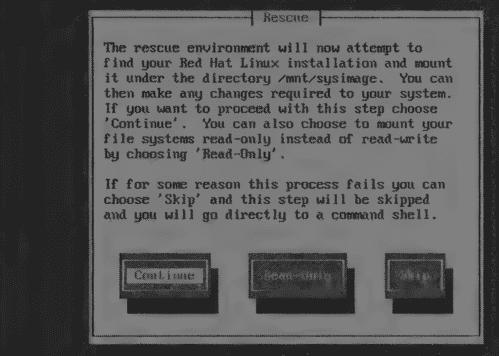 Rescue
The rescue environment will now attempt to
find your Red Hat Linux installation and mount
it under the directory /mnt/sysimage.  You can
then make any changes required to your system.
If you want to proceed with this step choose
'Continue'.  You can also choose to mount your
file systems read-only instead of read-write
by choosing 'Read-Only'.
If for some reason this process fails you can
choose 'Skip' and this step will be skipped
and you will go directly to a command shell.
Continue Read-Only Skip